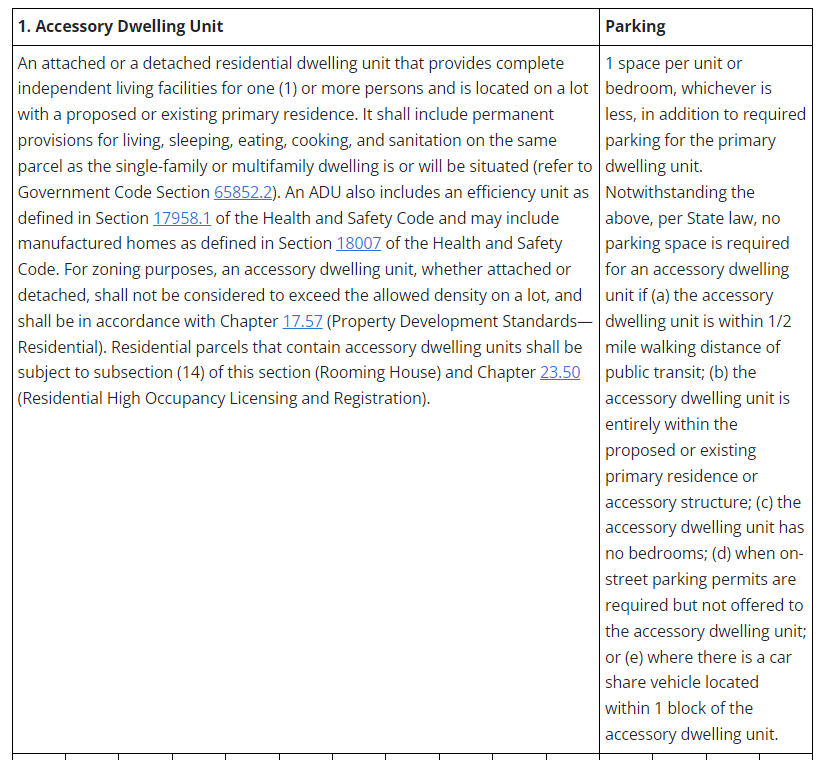 1. Accessory Dwelling Unit
An attached or a detached residential dwelling unit that provides complete
independent living facilities for one (1) or more persons and is located on a lot
with a proposed or existing primary residence. It shall include permanent
provisions for living, sleeping, eating, cooking, and sanitation on the same
parcel as the single-family or multifamily dwelling is or will be situated (refer to
Government Code Section 65852.2). An ADU also includes an efficiency unit as
defined in Section 17958.1 of the Health and Safety Code and may include
manufactured homes as defined in Section 18007 of the Health and Safety
Code. For zoning purposes, an accessory dwelling unit, whether attached or
detached, shall not be considered to exceed the allowed density on a lot, and
shall be in accordance with Chapter 17.57 (Property Development Standards—
Residential). Residential parcels that contain accessory dwelling units shall be
subject to subsection (14) of this section (Rooming House) and Chapter 23.50
(Residential High Occupancy Licensing and Registration).
Parking
1 space per unit or
bedroom, whichever is
less, in addition to required
parking for the primary
dwelling unit.
Notwithstanding the
above, per State law, no
parking space is required
for an accessory dwelling
unit if (a) the accessory
dwelling unit is within 1/2
mile walking distance of
public transit; (b) the
accessory dwelling unit is
entirely within the
proposed or existing
primary residence or
accessory structure; (c) the
accessory dwelling unit has
no bedrooms; (d) when on-
street parking permits are
required but not offered to
the accessory dwelling unit;
or (e) where there is a car
share vehicle located
within 1 block of the
accessory dwelling unit.